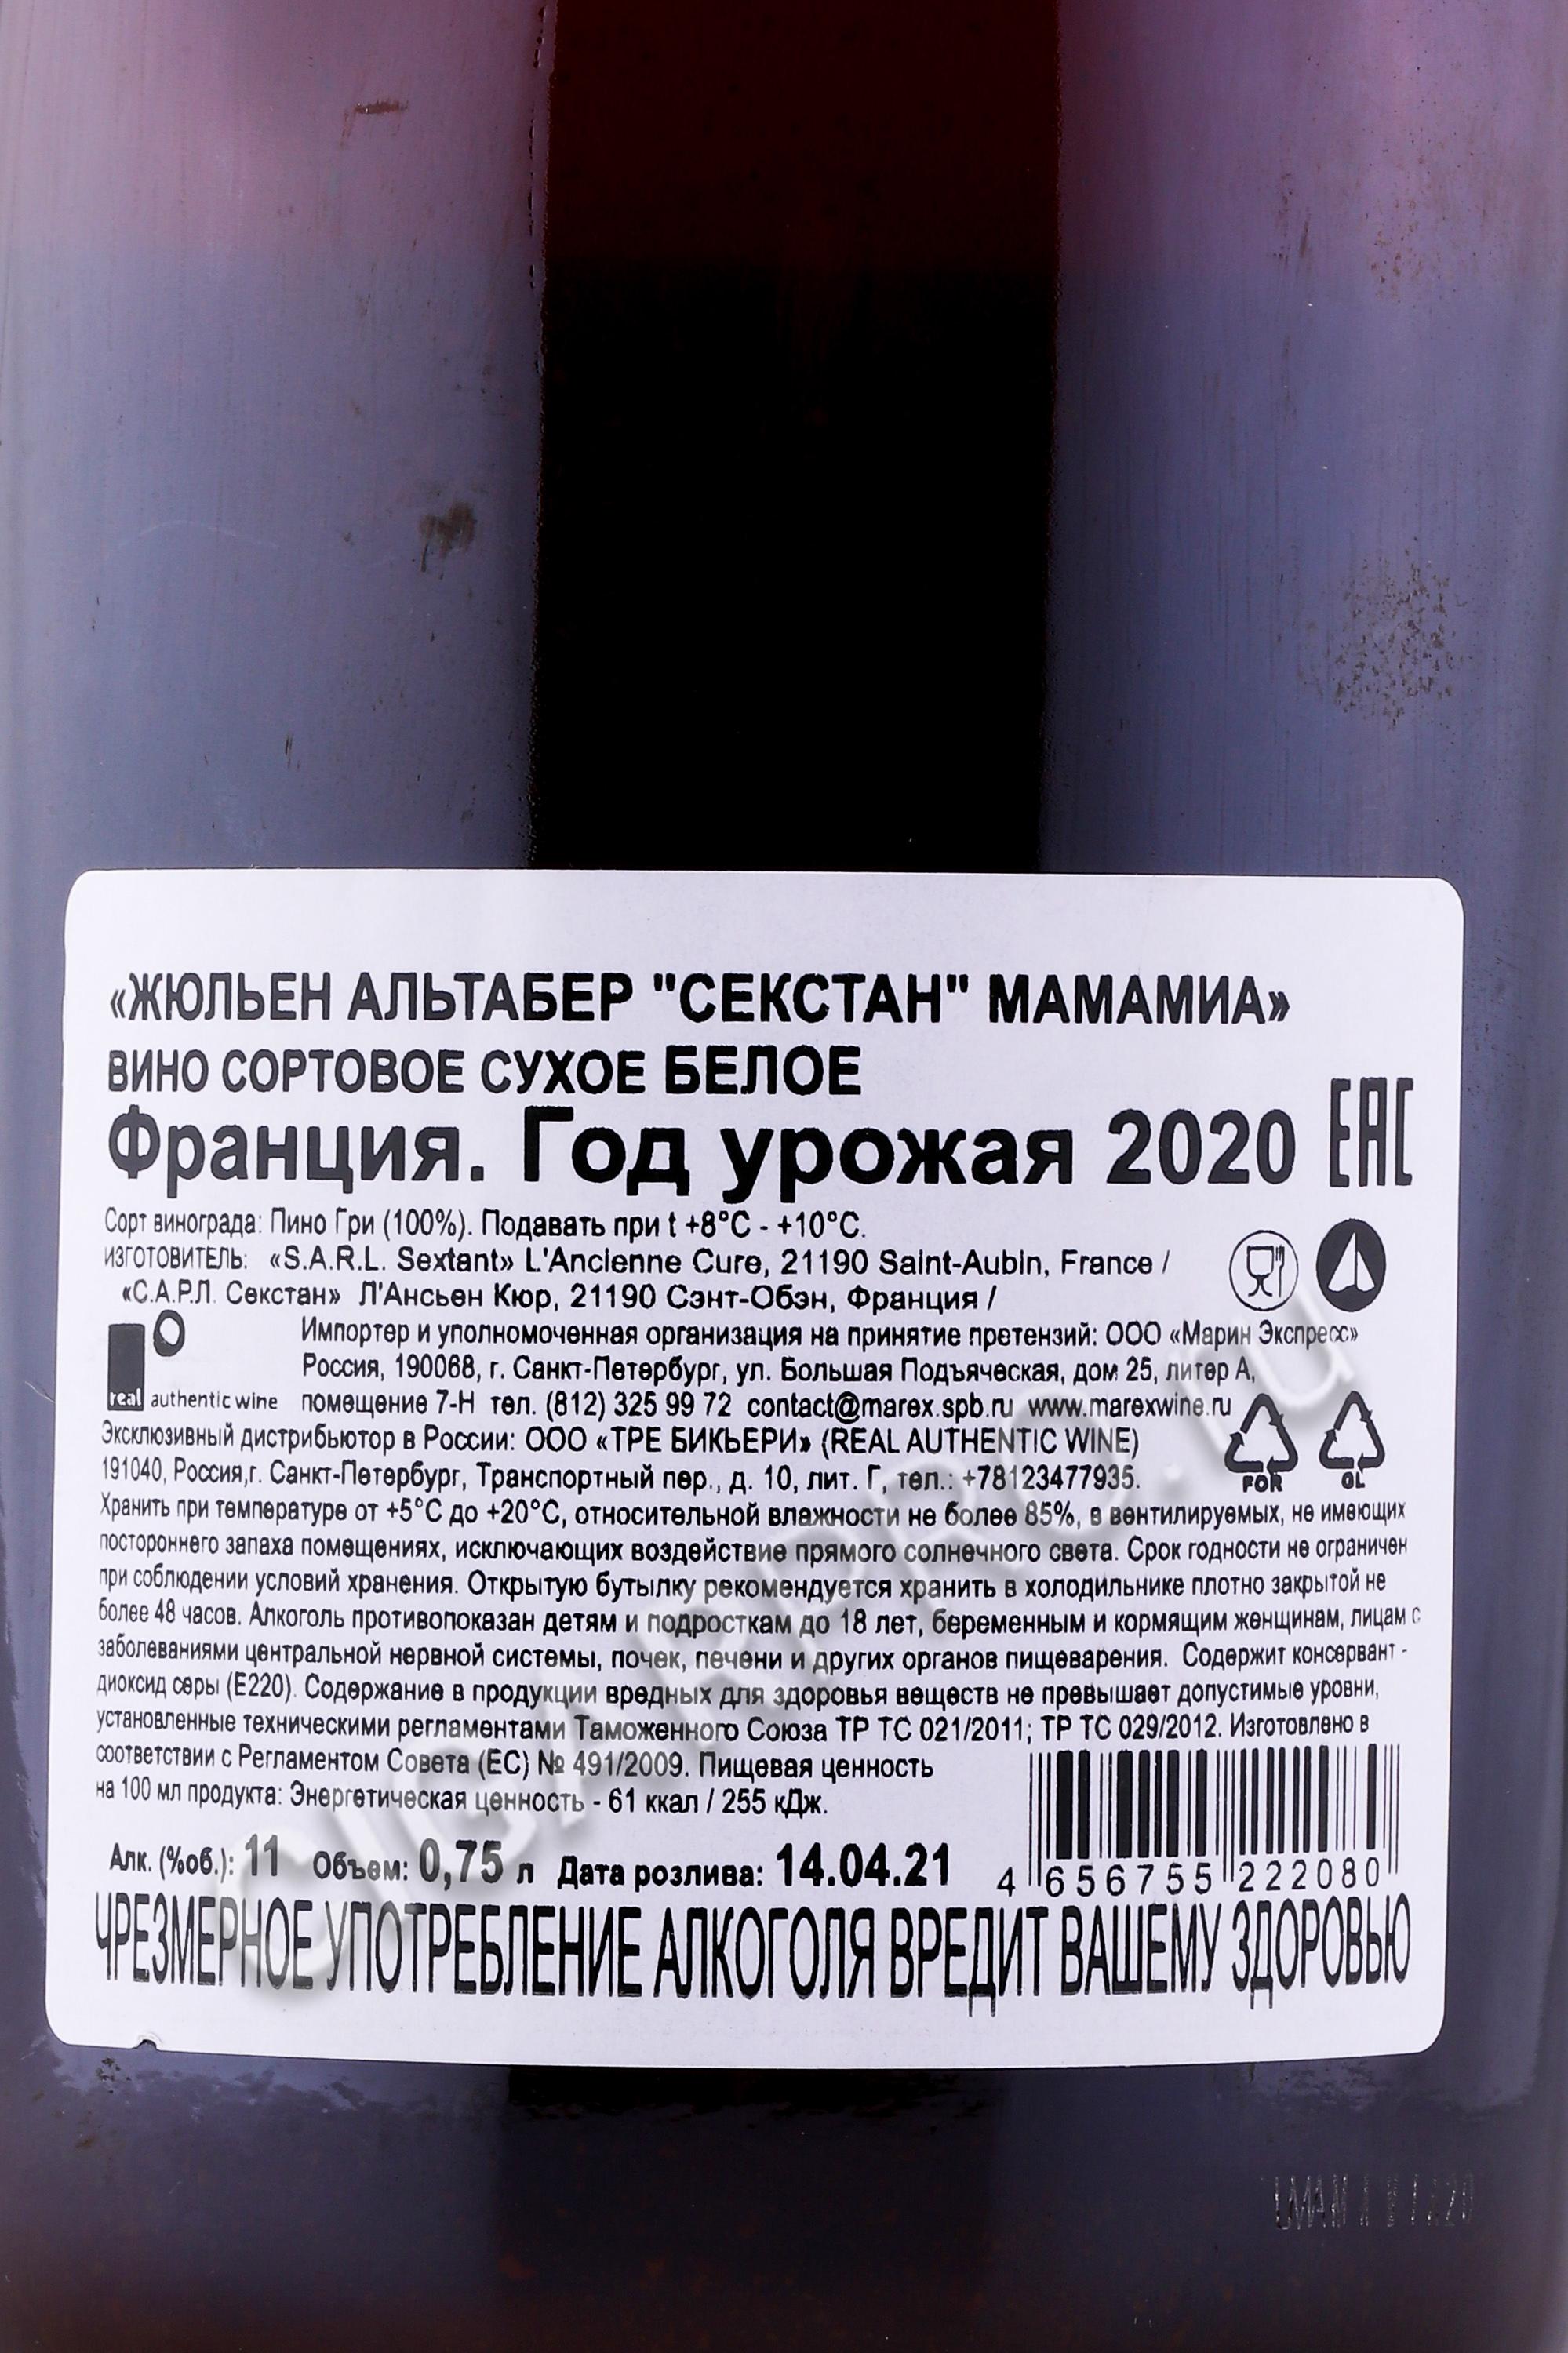 «ЖЮЛЬЕН АЛЬТАБЕР "СЕКСТАН" МАМАМИА»
ВИНО СОРТОВОЕ СУХОЕ БЕЛОЕ
Франция. Год урожая 2020 EAC
Сорт винограда: Пино Гри (100%). Подавать при t +8°C - +10°C.
ИЗГОТОВИТЕЛЬ: «S.A.R.L. Sextant» L'Ancienne Cure, 21190 Saint-Aubin, France /
«С.А.Р.Л. Секстан» Л'Ансьен Кюр, 21190 Сэнт-Обэн, Франция /
Импортер и уполномоченная организация на принятие претензий: ООО «Марин Экспресс»
Россия, 190068, г. Санкт-Петербург, ул. Большая Подъяческая, дом 25, литер А,
real authentic wine помещение 7-Н тел. (812) 325 99 72 contact@marex.spb.ru www.marexwine.ru
Эксклюзивный дистрибьютор в России: ООО «ТРЕ БИКЬЕРИ» (REAL AUTHENTIC WINE)
191040, Россия,г. Санкт-Петербург, Транспортный пер., д. 10, лит. Г, тел.: +78123477935.
FOR GL
Хранить при температуре от +5°C до +20°C, относительной влажности не более 85%, в вентилируемых, не имеющих
постороннего запаха помещениях, исключающих воздействие прямого солнечного света. Срок годности не ограничен
при соблюдении условий хранения. Открытую бутылку рекомендуется хранить в холодильнике плотно закрытой не
более 48 часов. Алкоголь противопоказан детям и подросткам до 18 лет, беременным и кормящим женщинам, лицам с
заболеваниями центральной нервной системы, почек, печени и других органов пищеварения. Содержит консервант -
диоксид серы (Е220). Содержание в продукции вредных для здоровья веществ не превышает допустимые уровни,
установленные техническими регламентами Таможенного Союза ТР ТС 021/2011; ТР ТС 029/2012. Изготовлено в
соответствии с Регламентом Совета (ЕС) № 491/2009. Пищевая ценность
на 100 мл продукта: Энергетическая ценность - 61 ккал / 255 кДж.
Алк. (%об.): 11 Объем: 0,75 л Дата розлива: 14.04.21
4 656755 222080
ЧРЕЗМЕРНОЕ УПОТРЕБЛЕНИЕ АЛКОГОЛЯ ВРЕДИТ ВАШЕМУ ЗДОРОВЬЮ
CIGARPRO.ru